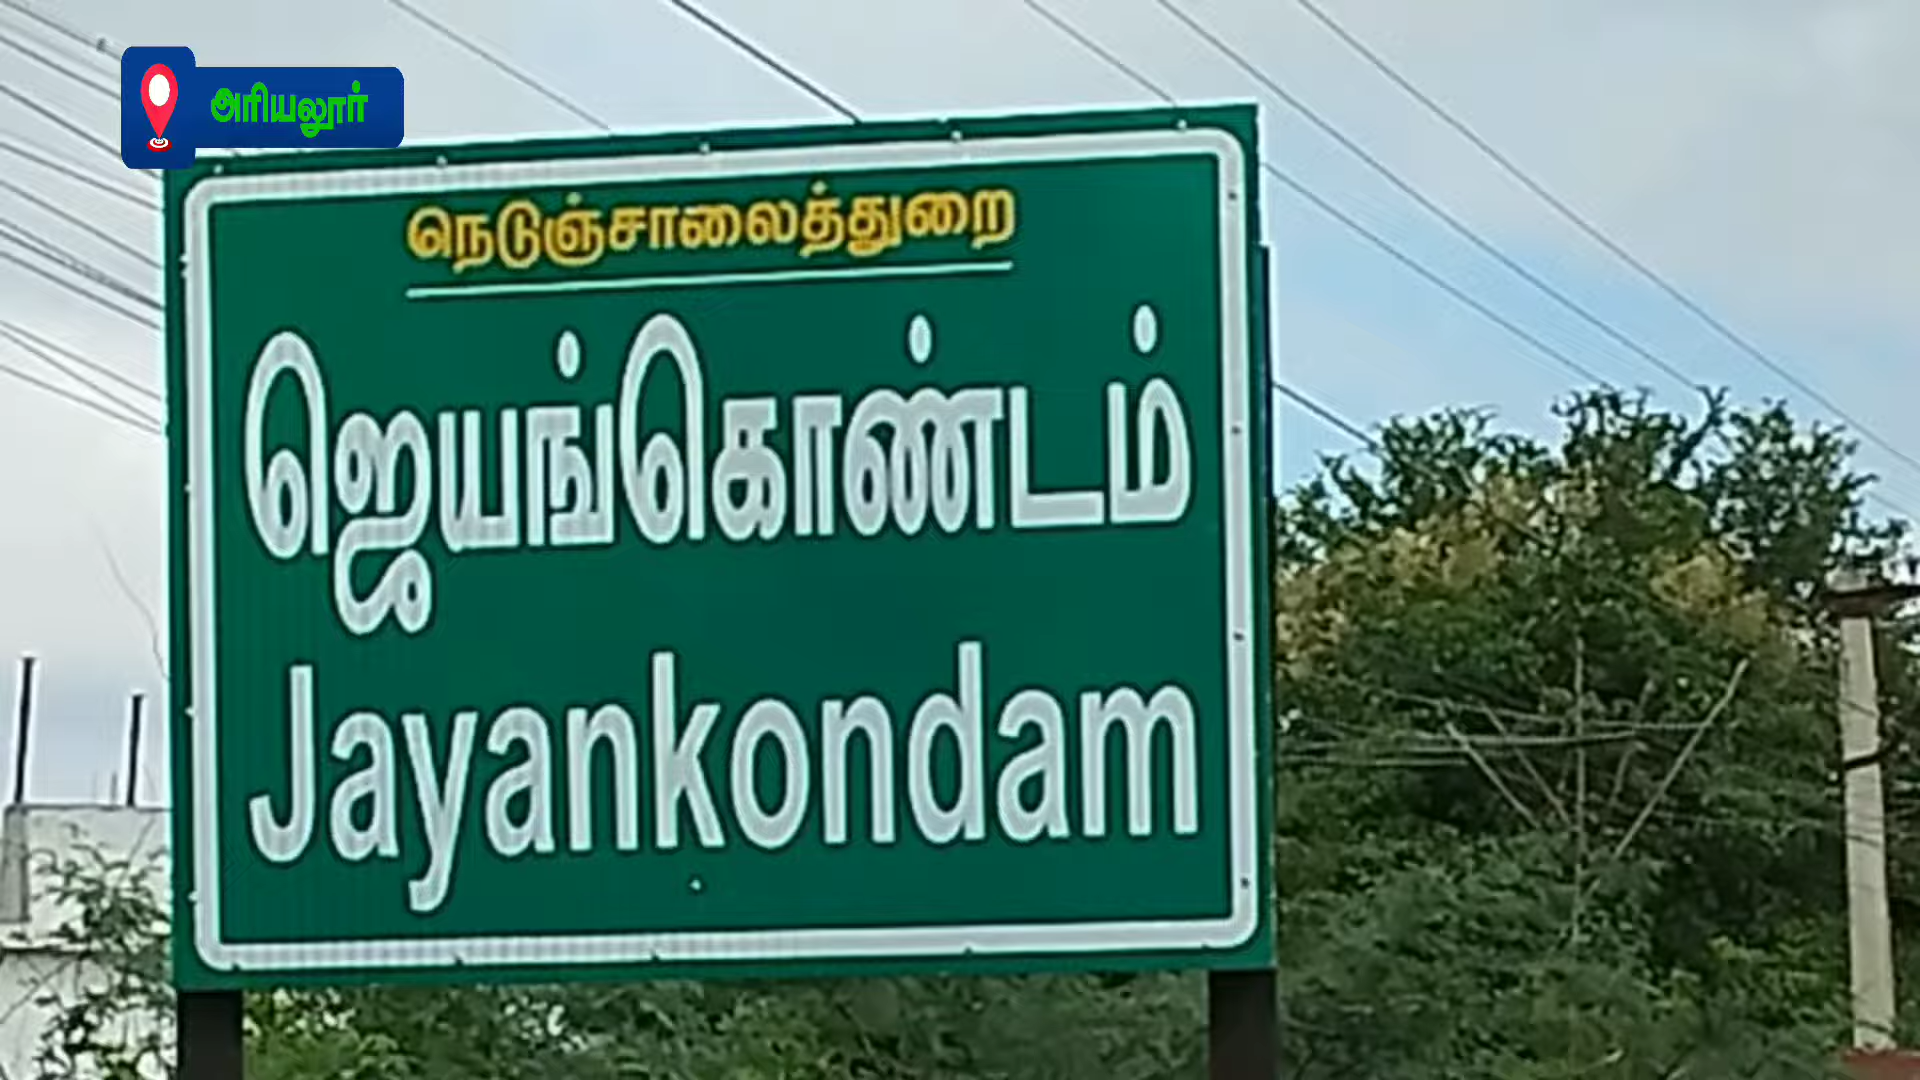 அரியலூர்
நெடுஞ்சாலைத்துறை
ஜெயங்கொண்டம்
Jayankondam